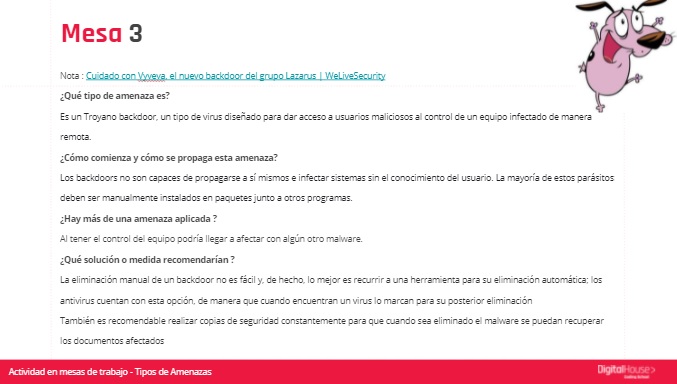 Mesa 3
Nota : Cuidado con Vyveva, el nuevo backdoor del grupo Lazarus | WeLiveSecurity
¿Qué tipo de amenaza es?
Es un Troyano backdoor, un tipo de virus diseñado para dar acceso a usuarios maliciosos al control de un equipo infectado de manera
remota.
¿Cómo comienza y cómo se propaga esta amenaza?
Los backdoors no son capaces de propagarse a sí mismos e infectar sistemas sin el conocimiento del usuario. La mayoría de estos parásitos
deben ser manualmente instalados en paquetes junto a otros programas.
¿Hay más de una amenaza aplicada ?
Al tener el control del equipo podría llegar a afectar con algún otro malware.
¿Qué solución o medida recomendarían ?
La eliminación manual de un backdoor no es fácil y, de hecho, lo mejor es recurrir a una herramienta para su eliminación automática; los
antivirus cuentan con esta opción, de manera que cuando encuentran un virus lo marcan para su posterior eliminación
También es recomendable realizar copias de seguridad constantemente para que cuando sea eliminado el malware se puedan recuperar
los documentos afectados
Actividad en mesas de trabajo - Tipos de Amenazas
DigitalHouse>